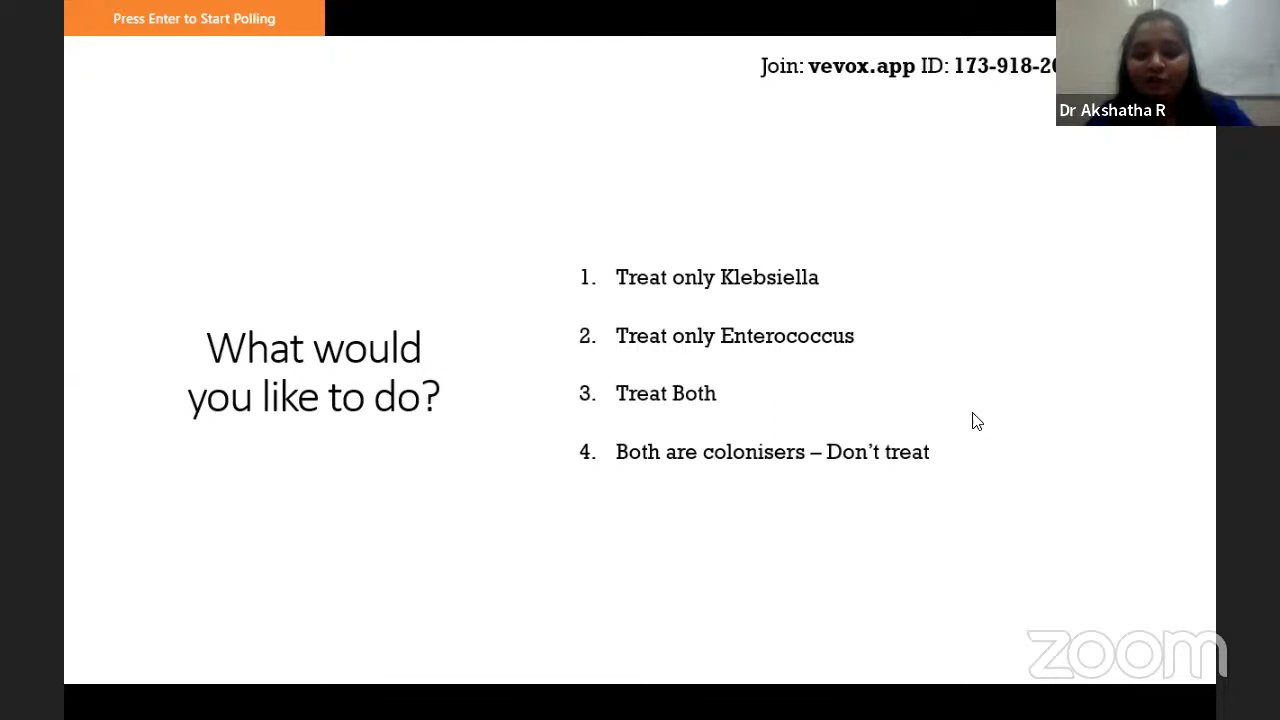 Press Enter to Start Polling
Join: vevox.app ID: 173-918-
Dr Akshatha R
What would
you like to do?
1. Treat only Klebsiella
2. Treat only Enterococcus
3. Treat Both
4. Both are colonisers – Don't treat
zoom